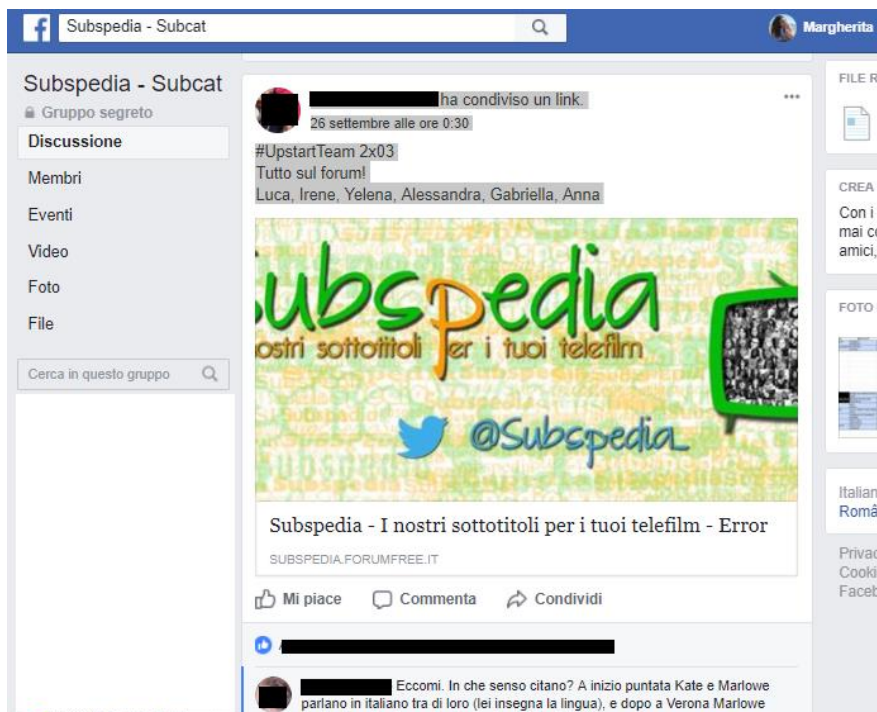 Subspedia - Subcat
Margherita
Subspedia - Subcat
Gruppo segreto
Discussione
Membri
Eventi
Video
Foto
File
Cerca in questo gruppo
ha condiviso un link.
26 settembre alle ore 0:30
#UpstartTeam 2x03
Tutto sul forum!
Luca, Irene, Yelena, Alessandra, Gabriella, Anna
ubspedia
ostri sottotitoli per i tuoi telefilm
@Subspedia_
Subspedia - I nostri sottotitoli per i tuoi telefilm - Error
SUBSPEDIA.FORUMFREE.IT
Mi piace Commenta Condividi
Eccomi. In che senso citano? A inizio puntata Kate e Marlowe
parlano in italiano tra di loro (lei insegna la lingua), e dopo a Verona Marlowe
FILE R
CREA
Con i
mai co
amici,
FOTO
Italian
Româ
Privac
Cooki
Faceb